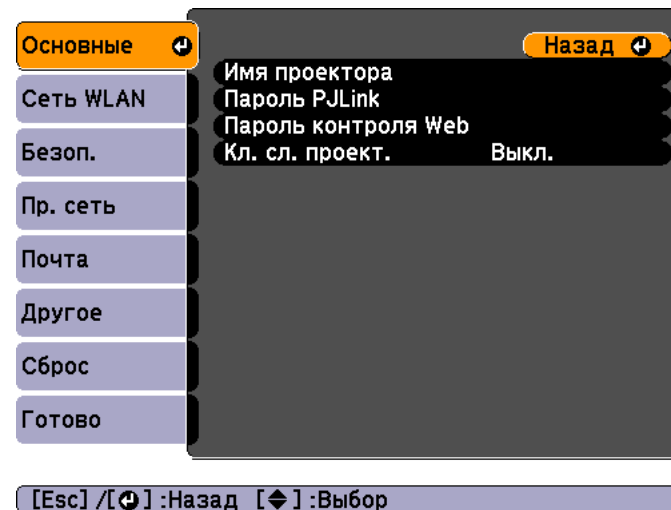 Основные
Назад
Имя проектора
Сеть WLAN
Пароль PJLink
Пароль контроля Web
Безоп.
Кл. сл. проект. Выкл.
Пр. сеть
Почта
Другое
Сброс
Готово
[Esc] /[ ] :Назад [ ] :Выбор